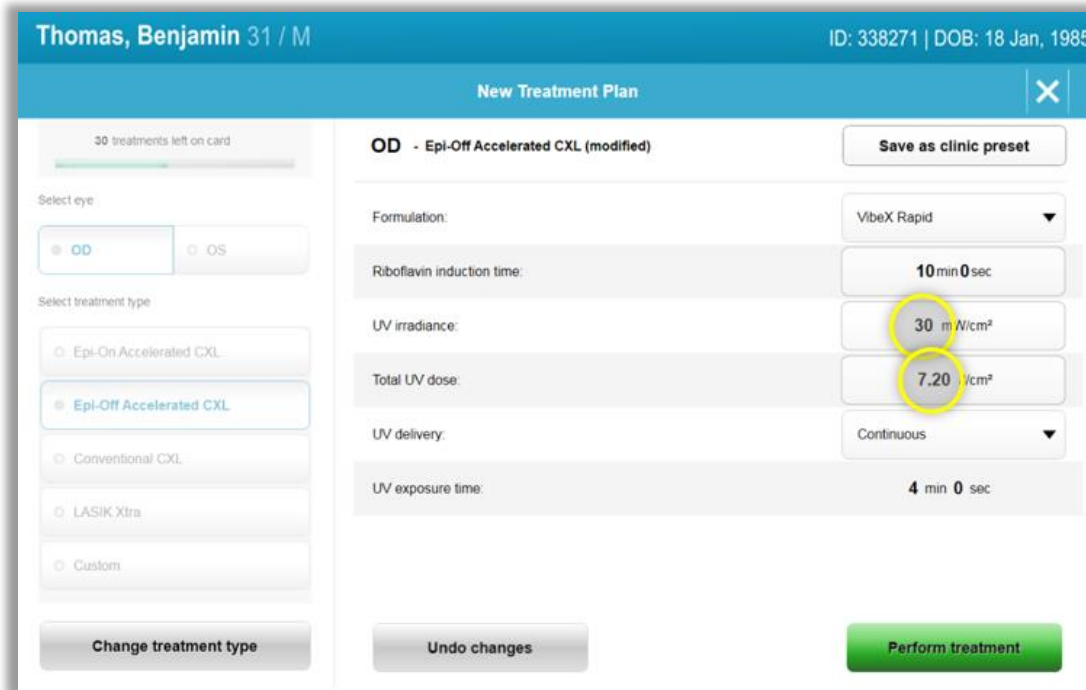 Thomas, Benjamin 31 / M
ID: 338271 | DOB: 18 Jan, 1985
New Treatment Plan
30 treatments left on card
Select eye
OD
OS
Select treatment type
Epi-On Accelerated CXL
Epi-Off Accelerated CXL
Conventional CXL
LASIK Xtra
Custom
Change treatment type
OD - Epi-Off Accelerated CXL (modified)
Save as clinic preset
Formulation:
VibeX Rapid
Riboflavin induction time:
10 min 0 sec
UV irradiance:
30 mW/cm²
Total UV dose:
7.20 /cm²
UV delivery:
Continuous
UV exposure time:
4 min 0 sec
Undo changes
Perform treatment